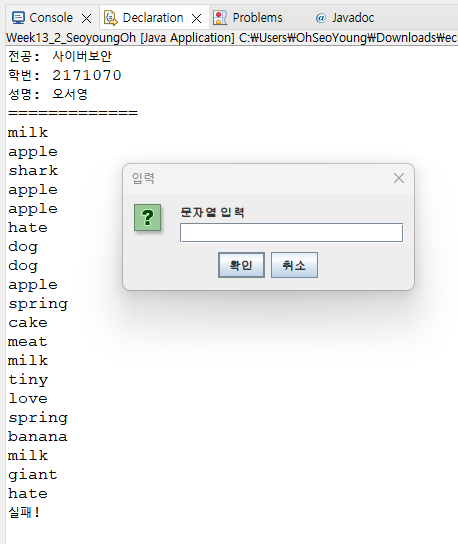 Console Declaration Problems @ Javadoc
Week13_2_SeoyoungOh [Java Application] C:₩Users₩OhSeoYoung₩Downloads₩ec
전공: 사이버보안
학번: 2171070
성명: 오서영
=============
milk
apple
shark
apple
apple
hate
dog
dog
apple
spring
cake
meat
milk
tiny
love
spring
banana
milk
giant
hate
실패!
입력
?
문자열 입력
확인 취소